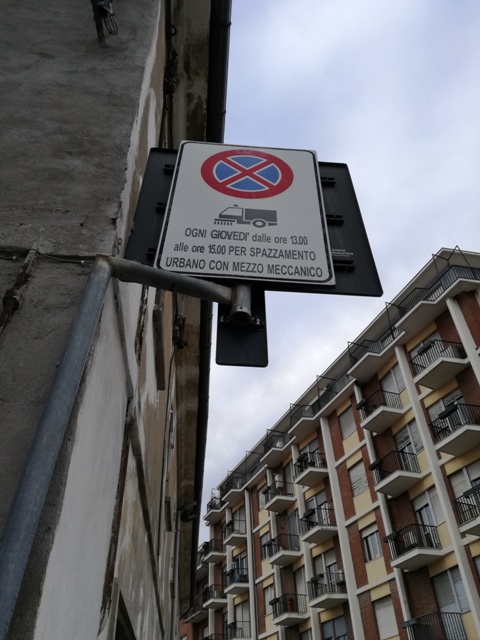 OGNI GIOVEDI' dalle ore 13.00
alle ore 15.00 PER SPAZZAMENTO
URBANO CON MEZZO MECCANICO